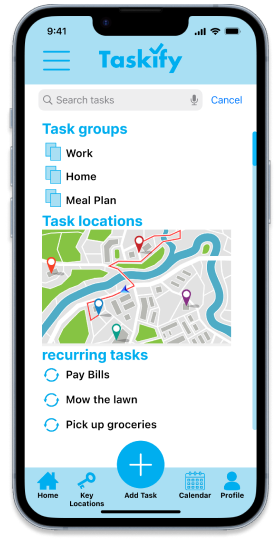 9:41
Taskify
Search tasks Cancel
Task groups
Work
Home
Meal Plan
Task locations
recurring tasks
Pay Bills
Mow the lawn
Pick up groceries
Home Key Locations Add Task Calendar Profile